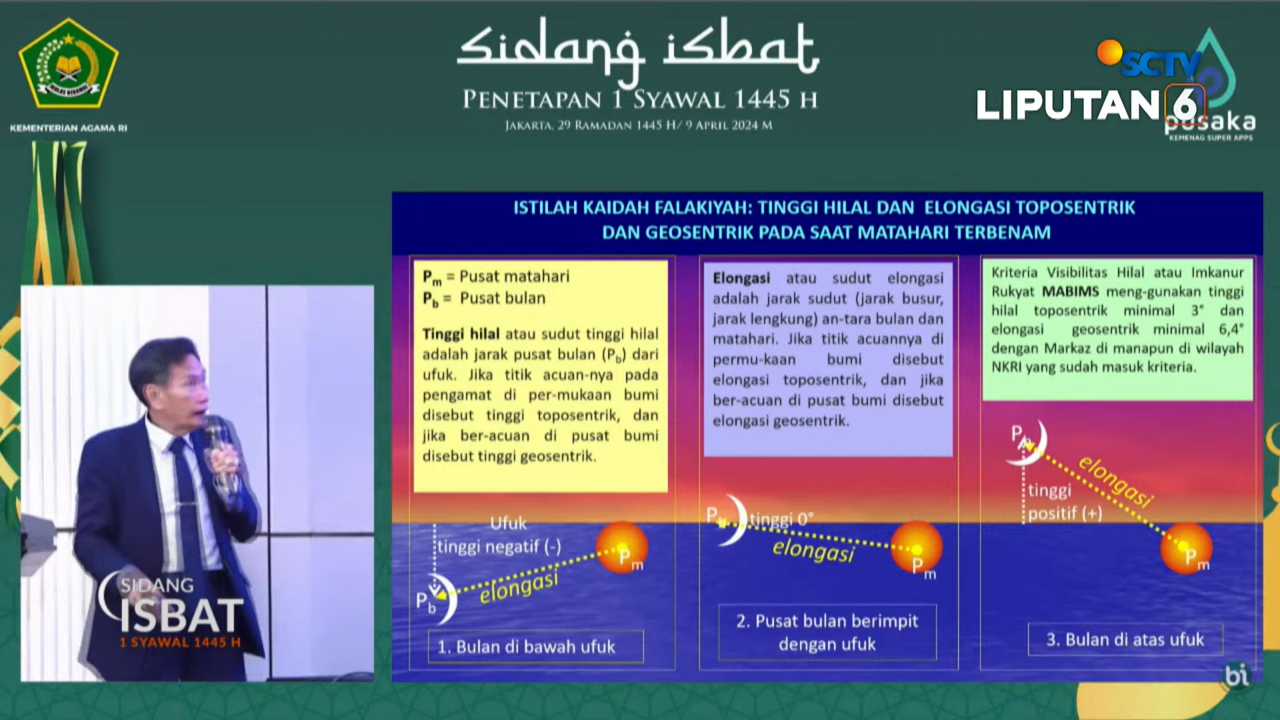 KEMENTERIAN AGAMA RI
sidang isbat
PENETAPAN 1 SYAWAL 1445 H
JAKARTA, 29 RAMADAN 1445 H/ 9 APRIL 2024 M
SCTV
LIPUTAN 6
pusaka
KEMENAG SUPER APPS
ISTILAH KAIDAH FALAKIYAH: TINGGI HILAL DAN ELONGASI TOPOSENTRIK
DAN GEOSENTRIK PADA SAAT MATAHARI TERBENAM
Pm = Pusat matahari
Pb = Pusat bulan
Tinggi hilal atau sudut tinggi hilal
adalah jarak pusat bulan (Pb) dari
ufuk. Jika titik acuan-nya pada
pengamat di per-mukaan bumi
disebut tinggi toposentrik, dan
jika ber-acuan di pusat bumi
disebut tinggi geosentrik.
Ufuk
tinggi negatif (-)
elongasi
Pm
Pb
1. Bulan di bawah ufuk
Elongasi atau sudut elongasi
adalah jarak sudut (jarak busur,
jarak lengkung) an-tara bulan dan
matahari. Jika titik acuannya di
permu-kaan bumi disebut
elongasi toposentrik, dan jika
ber-acuan di pusat bumi disebut
elongasi geosentrik.
P
tinggi 0°
elongasi
Pm
2. Pusat bulan berimpit
dengan ufuk
Kriteria Visibilitas Hilal atau Imkanur
Rukyat MABIMS meng-gunakan tinggi
hilal toposentrik minimal 3° dan
elongasi geosentrik minimal 6,4°
dengan Markaz di manapun di wilayah
NKRI yang sudah masuk kriteria.
Pb
elongasi
tinggi
positif (+)
Pm
3. Bulan di atas ufuk
SIDANG
ISBAT
1 SYAWAL 1445 H
bi